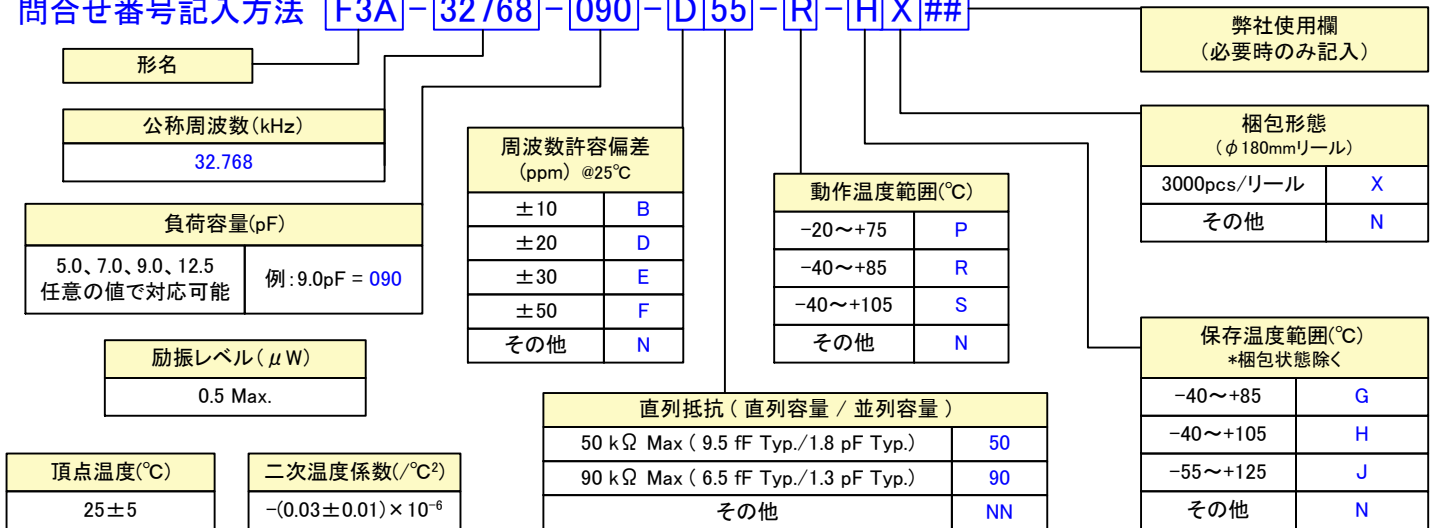 問合せ番号記入方法 F3A-32768-090-D55-R-HX##
形名
弊社使用欄
（必要時のみ記入）
公称周波数(kHz)
32.768
梱包形態
（φ180mmリール）
3000pcs/リール X
その他 N
周波数許容偏差
(ppm) @25℃
±10 B
±20 D
±30 E
±50 F
その他 N
動作温度範囲(℃)
-20～+75 P
-40～+85 R
-40～+105 S
その他 N
負荷容量(pF)
5.0、7.0、9.0、12.5
任意の値で対応可能
例：9.0pF = 090
励振レベル(μW)
0.5 Max.
保存温度範囲(℃)
*梱包状態除く
-40～+85 G
-40～+105 H
-55～+125 J
その他 N
直列抵抗 ( 直列容量 / 並列容量 )
50 kΩ Max ( 9.5 fF Typ./1.8 pF Typ.) 50
90 kΩ Max ( 6.5 fF Typ./1.3 pF Typ.) 90
その他 NN
頂点温度(℃)
25±5
二次温度係数(/℃²)
-(0.03±0.01)×10⁻⁶